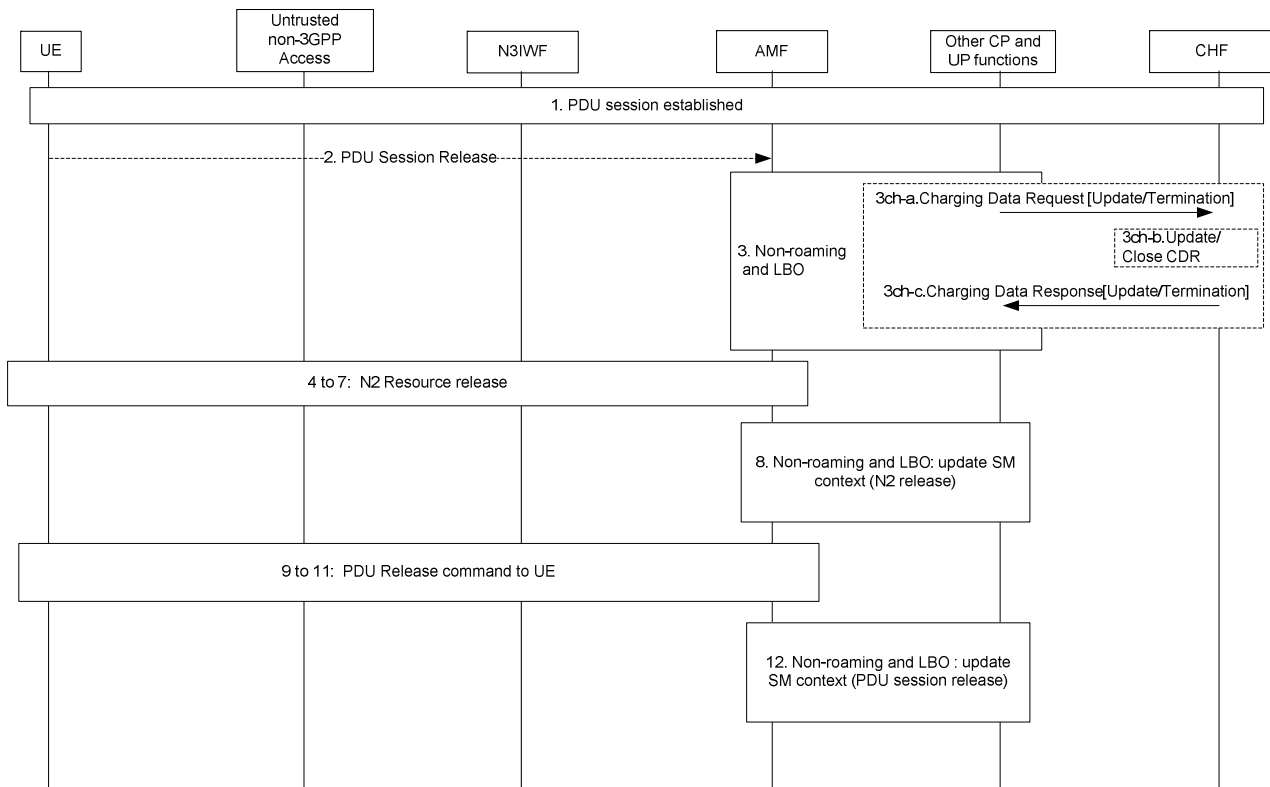 UE
Untrusted
non-3GPP
Access
N3IWF
AMF
Other CP and
UP functions
CHF
1. PDU session established
2. PDU Session Release
3ch-a.Charging Data Request [Update/Termination]
3. Non-roaming
and LBO
3ch-b.Update/
Close CDR
3ch-c.Charging Data Response[Update/Termination]
4 to 7: N2 Resource release
8. Non-roaming and LBO: update SM
context (N2 release)
9 to 11: PDU Release command to UE
12. Non-roaming and LBO : update
SM context (PDU session release)